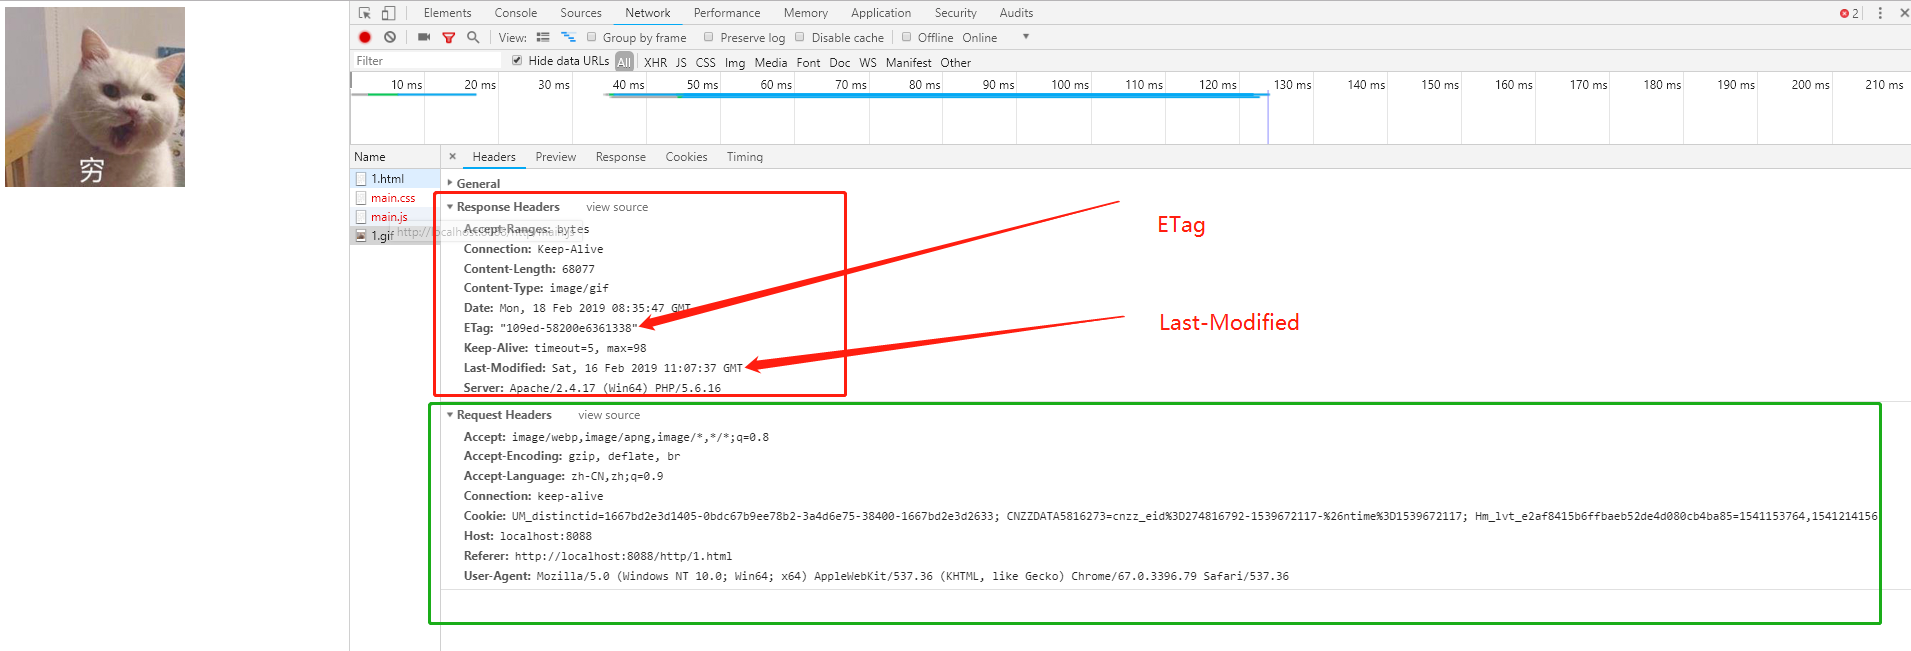 穷
Elements Console Sources Network Performance Memory Application Security Audits 2
View: Group by frame Preserve log Disable cache Offline Online
Filter Hide data URLs All XHR JS CSS Img Media Font Doc WS Manifest Other
10 ms 20 ms 30 ms 40 ms 50 ms 60 ms 70 ms 80 ms 90 ms 100 ms 110 ms 120 ms 130 ms 140 ms 150 ms 160 ms 170 ms 180 ms 190 ms 200 ms 210 ms
Name
1.html
main.css
main.js
1.gif
Headers Preview Response Cookies Timing
General
Response Headers view source
Accept-Ranges: bytes
Connection: Keep-Alive
Content-Length: 68077
Content-Type: image/gif
Date: Mon, 18 Feb 2019 08:35:47 GMT
ETag: "109ed-58200e6361338"
Keep-Alive: timeout=5, max=98
Last-Modified: Sat, 16 Feb 2019 11:07:37 GMT
Server: Apache/2.4.17 (Win64) PHP/5.6.16
ETag
Last-Modified
Request Headers view source
Accept: image/webp,image/apng,image/*,*/*;q=0.8
Accept-Encoding: gzip, deflate, br
Accept-Language: zh-CN,zh;q=0.9
Connection: keep-alive
Cookie: UM_distinctid=1667bd2e3d1405-0bdc67b9ee78b2-3a4d6e75-38400-1667bd2e3d2633; CNZZDATA5816273=cnzz_eid%3D274816792-1539672117-%26ntime%3D1539672117; Hm_lvt_e2af8415b6ffbaeb52de4d080cb4ba85=1541153764,1541214156
Host: localhost:8088
Referer: http://localhost:8088/http/1.html
User-Agent: Mozilla/5.0 (Windows NT 10.0; Win64; x64) AppleWebKit/537.36 (KHTML, like Gecko) Chrome/67.0.3396.79 Safari/537.36